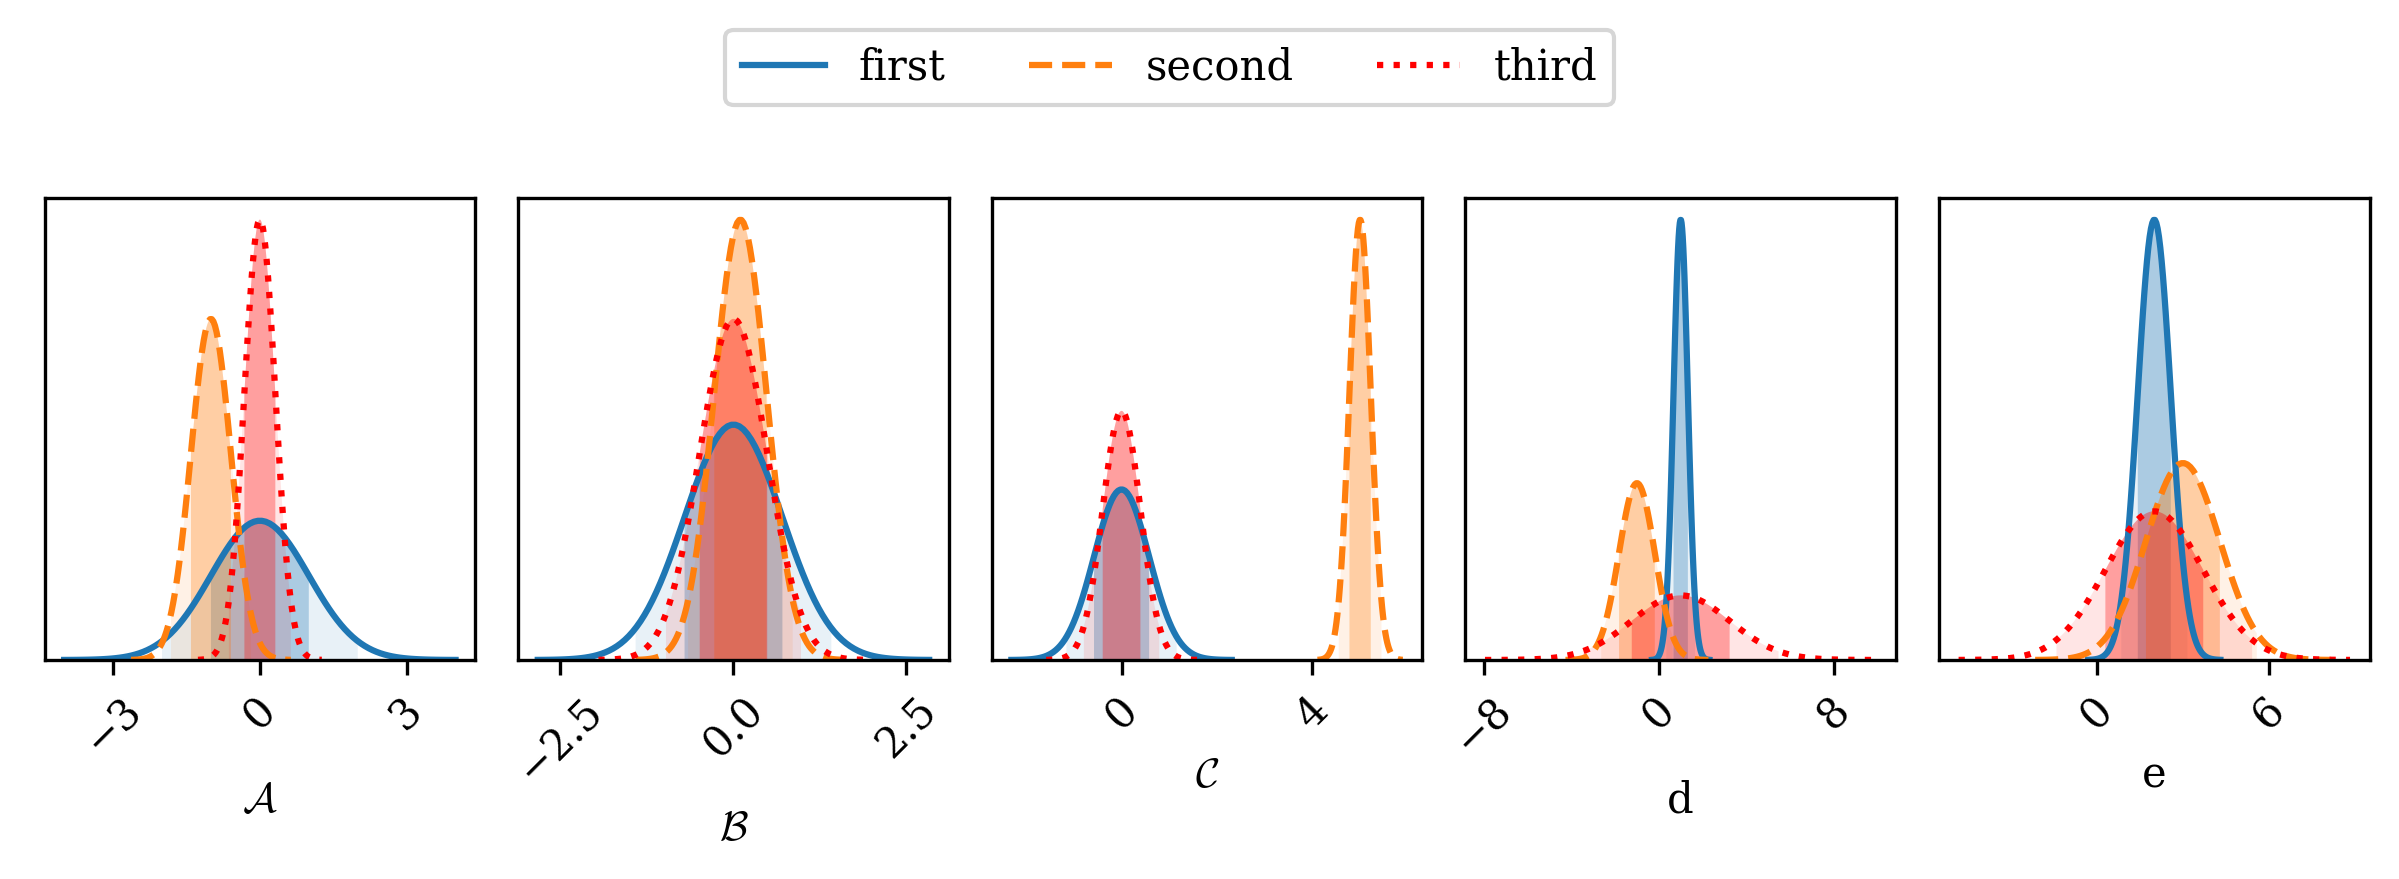 first second third
−3 0 3 −2.5 0.0 2.5 0 4 −8 0 8 0 6
𝒜 ℬ 𝒞 d e